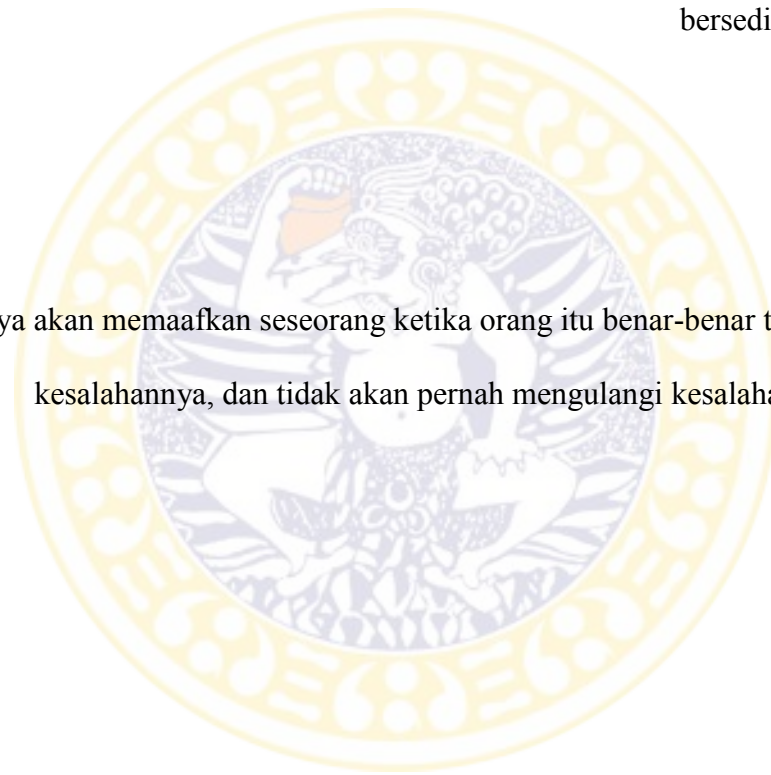 bersedi
ya akan memaafkan seseorang ketika orang itu benar-benar t
kesalahannya, dan tidak akan pernah mengulangi kesalaha